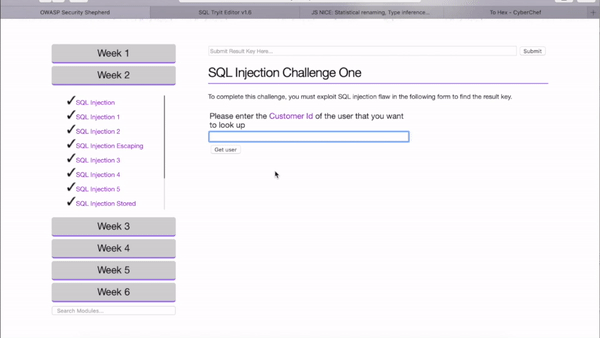 OWASP Security Shepherd
SQL Tryit Editor v1.6
JS NICE: Statistical renaming, Type inference...
To Hex - CyberChef
+
Week 1
Week 2
SQL Injection
SQL Injection 1
SQL Injection 2
SQL Injection Escaping
SQL Injection 3
SQL Injection 4
SQL Injection 5
SQL Injection Stored
Week 3
Week 4
Week 5
Week 6
Search Modules...
Submit Result Key Here...
Submit
SQL Injection Challenge One
To complete this challenge, you must exploit SQL injection flaw in the following form to find the result key.
Please enter the Customer Id of the user that you want
to look up
Get user